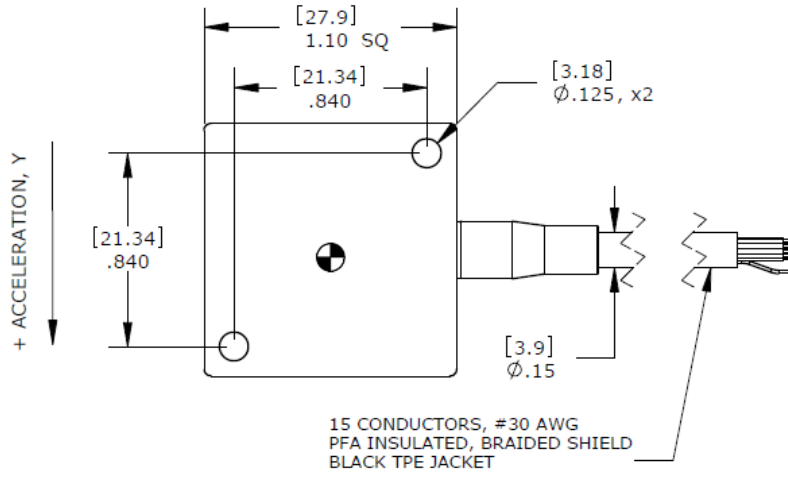 [27.9]
1.10 SQ
[21.34]
.840
[3.18]
Ø.125, x2
+ ACCELERATION, Y
[21.34]
.840
[3.9]
Ø.15
15 CONDUCTORS, #30 AWG
PFA INSULATED, BRAIDED SHIELD
BLACK TPE JACKET